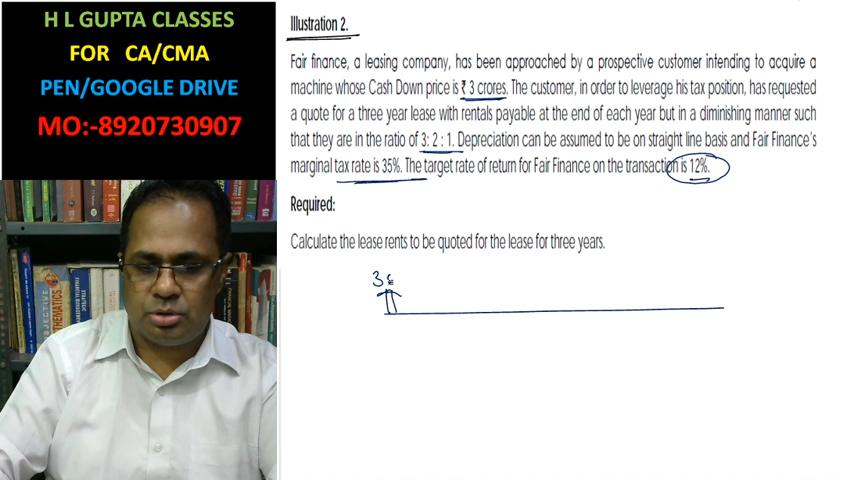 H L GUPTA CLASSES
FOR CA/CMA
PEN/GOOGLE DRIVE
MO:-8920730907
Illustration 2.
Fair finance, a leasing company, has been approached by a prospective customer intending to acquire a
machine whose Cash Down price is ₹ 3 crores. The customer, in order to leverage his tax position, has requested
a quote for a three year lease with rentals payable at the end of each year but in a diminishing manner such
that they are in the ratio of 3: 2 : 1. Depreciation can be assumed to be on straight line basis and Fair Finance's
marginal tax rate is 35%. The target rate of return for Fair Finance on the transaction is 12%.
Required:
Calculate the lease rents to be quoted for the lease for three years.
3